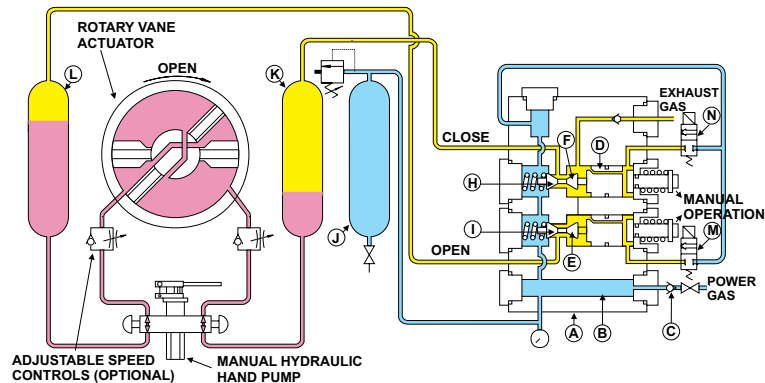 ROTARY VANE
ACTUATOR
OPEN
L
K
EXHAUST
GAS
N
F
D
CLOSE
H
MANUAL
OPERATION
I
M
J
OPEN
E
POWER
GAS
A
B
C
ADJUSTABLE SPEED
CONTROLS (OPTIONAL)
MANUAL HYDRAULIC
HAND PUMP